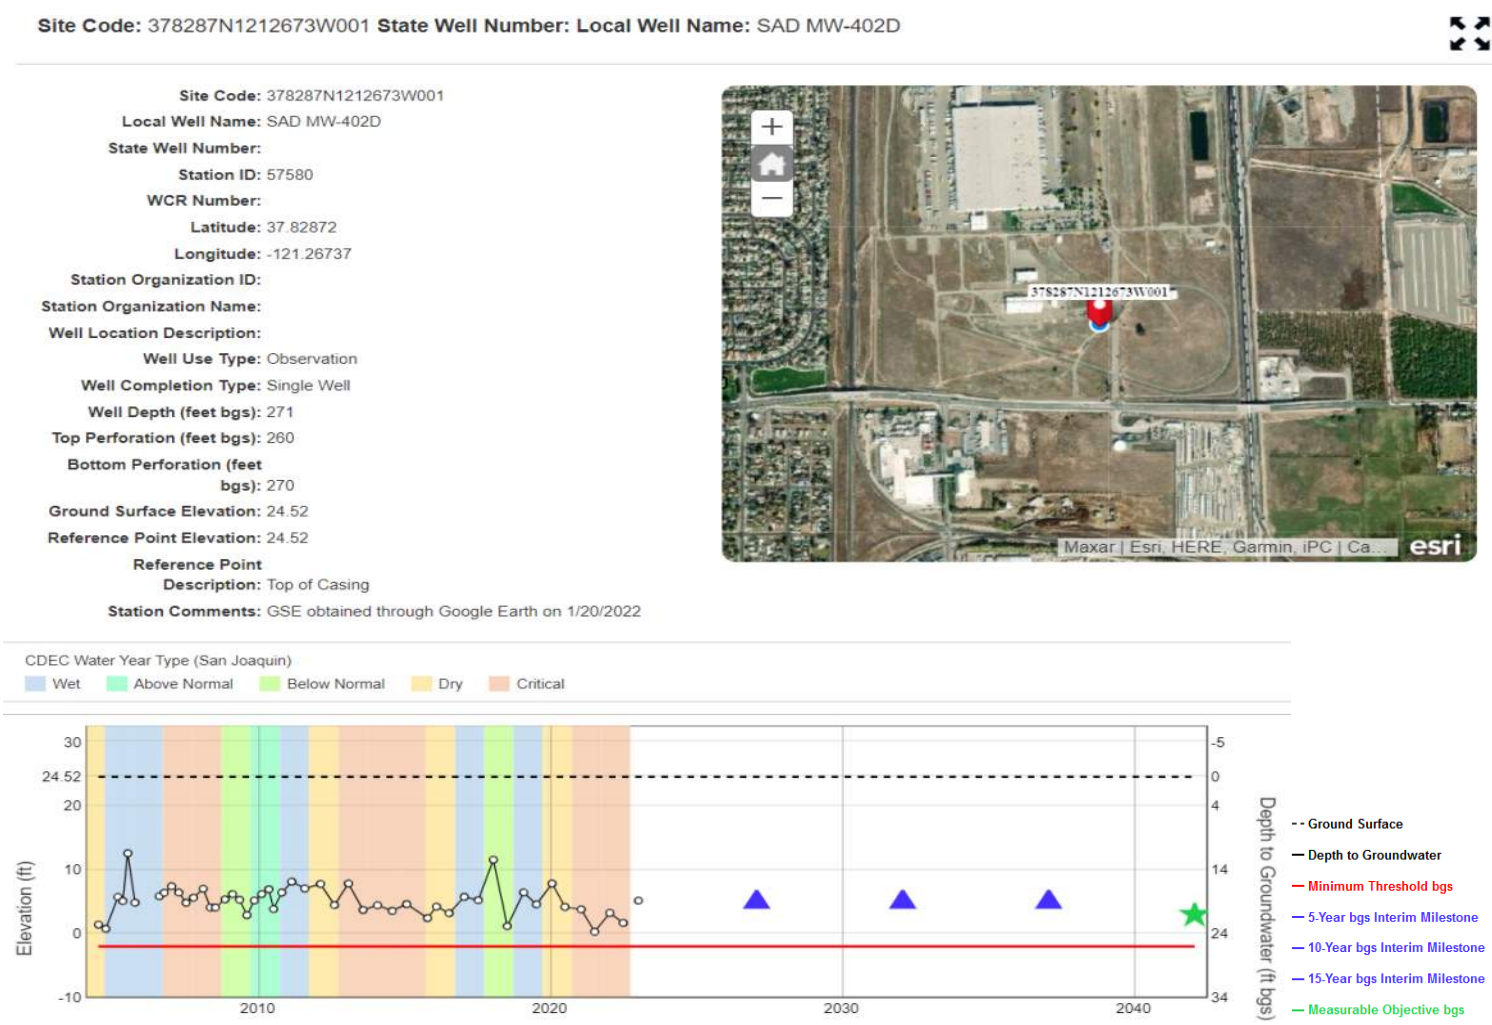 Site Code: 378287N1212673W001 State Well Number: Local Well Name: SAD MW-402D
Site Code: 378287N1212673W001
Local Well Name: SAD MW-402D
State Well Number:
Station ID: 57580
WCR Number:
Latitude: 37.82872
Longitude: -121.26737
Station Organization ID:
Station Organization Name:
Well Location Description:
Well Use Type: Observation
Well Completion Type: Single Well
Well Depth (feet bgs): 271
Top Perforation (feet bgs): 260
Bottom Perforation (feet
bgs): 270
Ground Surface Elevation: 24.52
Reference Point Elevation: 24.52
Reference Point
Description: Top of Casing
Station Comments: GSE obtained through Google Earth on 1/20/2022
+
−
378287N1212673W001
Maxar | Esri, HERE, Garmin, iPC | Ca...
esri
CDEC Water Year Type (San Joaquin)
Wet Above Normal Below Normal Dry Critical
Elevation (ft)
30
24.52
20
10
0
-10
2010 2020 2030 2040
-5
0
4
14
24
34
Depth to Groundwater (ft bgs)
Ground Surface
Depth to Groundwater
Minimum Threshold bgs
5-Year bgs Interim Milestone
10-Year bgs Interim Milestone
15-Year bgs Interim Milestone
Measurable Objective bgs